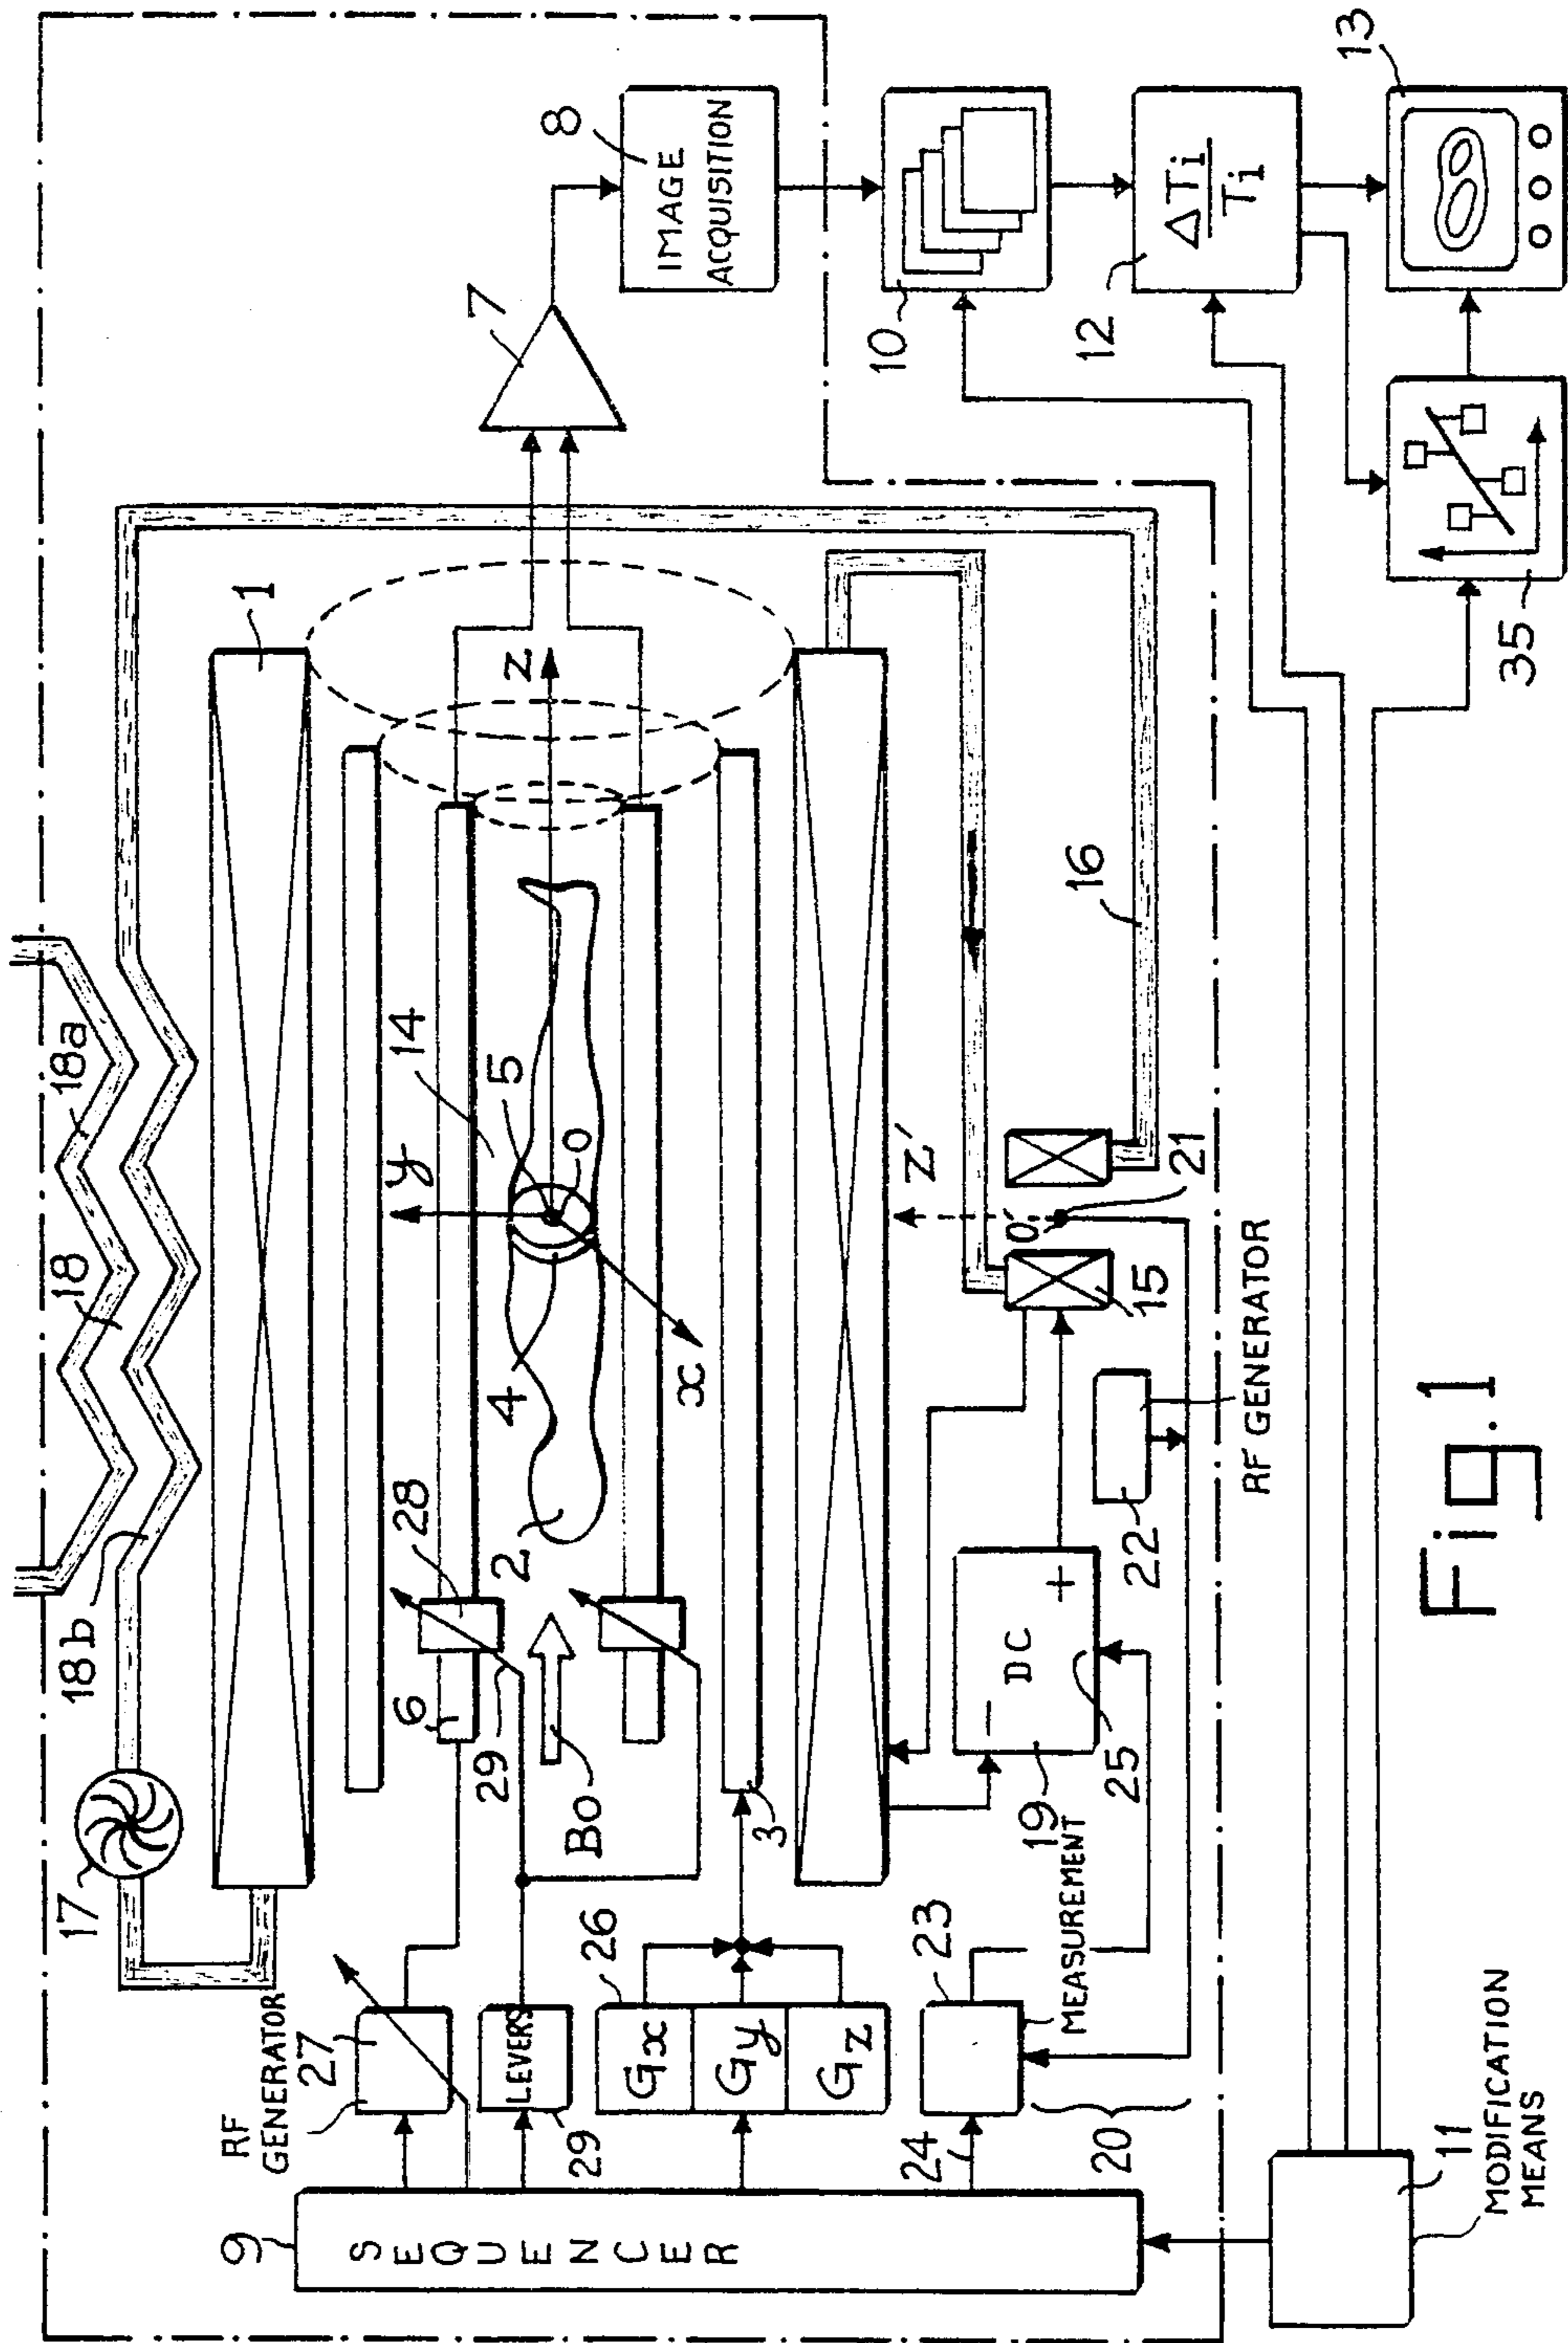 17
18b
18
18a
1
7
8
IMAGE
ACQUISITION
10
12
ΔTi
Ti
13
35
RF
GENERATOR
27
LEVERS
29
26
Gx
Gy
Gz
23
MEASUREMENT
24
20
9
SEQUENCER
11
MODIFICATION
MEANS
6
28
29
Bo
2
4
5
O
14
y
x
z
3
19
-
DC
+
25
22
RF GENERATOR
15
O'
21
Z'
16
Fig.1